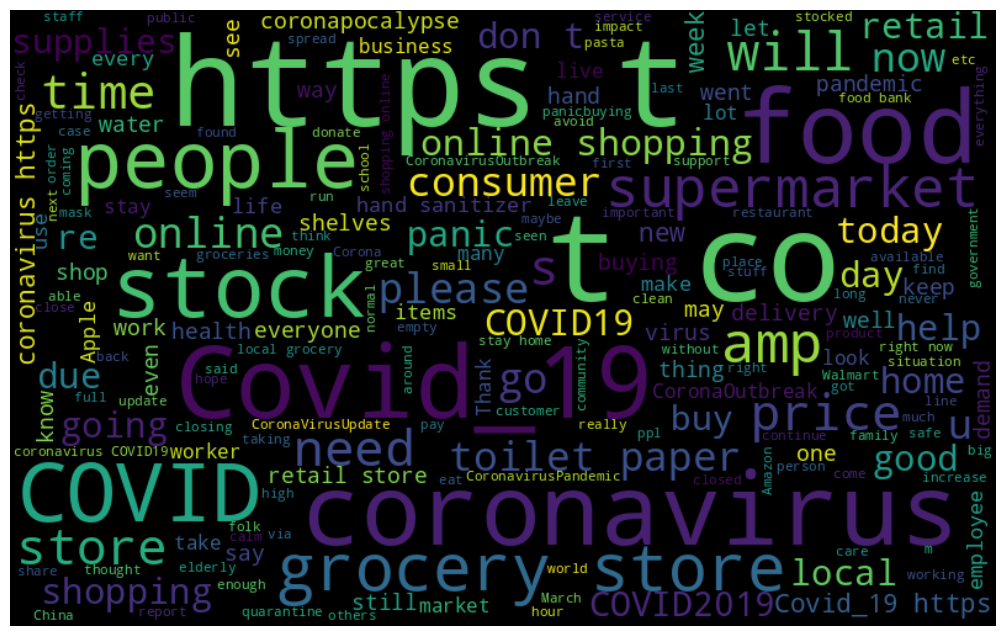 staff
public
coronapocalypse
service
impact
stocked
supplies
https t
see
spread
business
don t
pasta
week
let
will
retail
every
now
etc
check
time
way
live
hand
went
pandemic
getting
water
panicbuying
lot
food bank
everything
coronavirus https
case
found
donate
avoid
food
people
online shopping
order
coming
school
shopping online
CoronavirusOutbreak
first
support
next
mask
seem
run
consumer
supermarket
use
stay
life
hand sanitizer
leave
important
restaurant
re
online
shelves
panic
maybe
seen
new
t co
today
want
think
many
s
buying
place
available
government
shop
groceries
money
Corona
great
small
stuff
day
find
able
stock
normal
please
clean
make
long
keep
never
close
Apple
items
may
delivery
product
work
health
everyone
empty
COVID19
virus
well
help
back
even
stay home
without
amp
look
right now
Situation
due
local grocery
around
Thank
go
community
thing
right
Walmart
full
said
Covid_19
CoronaOutbreak
got
home
demand
know
update
hope
customer
buy
price
line
going
closing
CoronaVirusUpdate
pay
really
ppl
much
u
taking
need
toilet paper
continue
family
safe
big
coronavirus COVID19
worker
retail store
eat
CoronavirusPandemic
closed
Amazon
one
person
come
good
increase
COVID
high
coronavirus
folk
calm
via
store
take
say
grocery store
world
local
care
m
working
employee
share
thought
elderly
enough
shopping
still
market
hour
March
COVID2019
Covid_19 https
China
report
quarantine
others